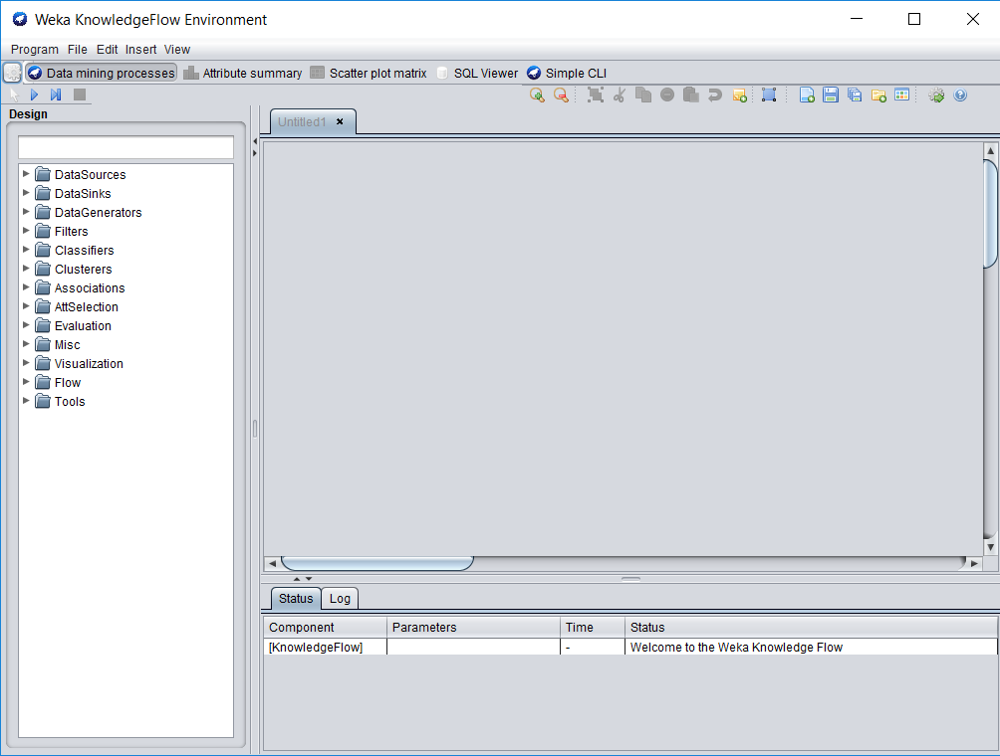 Weka KnowledgeFlow Environment
Program File Edit Insert View
Data mining processes Attribute summary Scatter plot matrix SQL Viewer Simple CLI
Design
Untitled1
DataSources
DataSinks
DataGenerators
Filters
Classifiers
Clusterers
Associations
AttSelection
Evaluation
Misc
Visualization
Flow
Tools
Status Log
Component Parameters Time Status
[KnowledgeFlow] - Welcome to the Weka Knowledge Flow